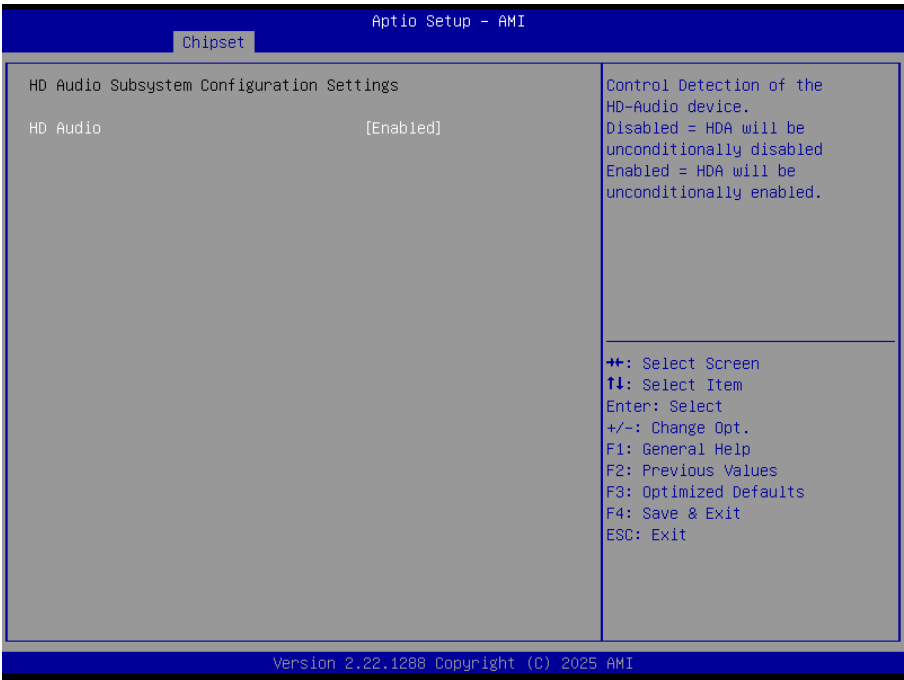 Aptio Setup – AMI
Chipset
HD Audio Subsystem Configuration Settings
HD Audio [Enabled]
Control Detection of the
HD-Audio device.
Disabled = HDA will be
unconditionally disabled
Enabled = HDA will be
unconditionally enabled.
→←: Select Screen
↑↓: Select Item
Enter: Select
+/-: Change Opt.
F1: General Help
F2: Previous Values
F3: Optimized Defaults
F4: Save & Exit
ESC: Exit
Version 2.22.1288 Copyright (C) 2025 AMI